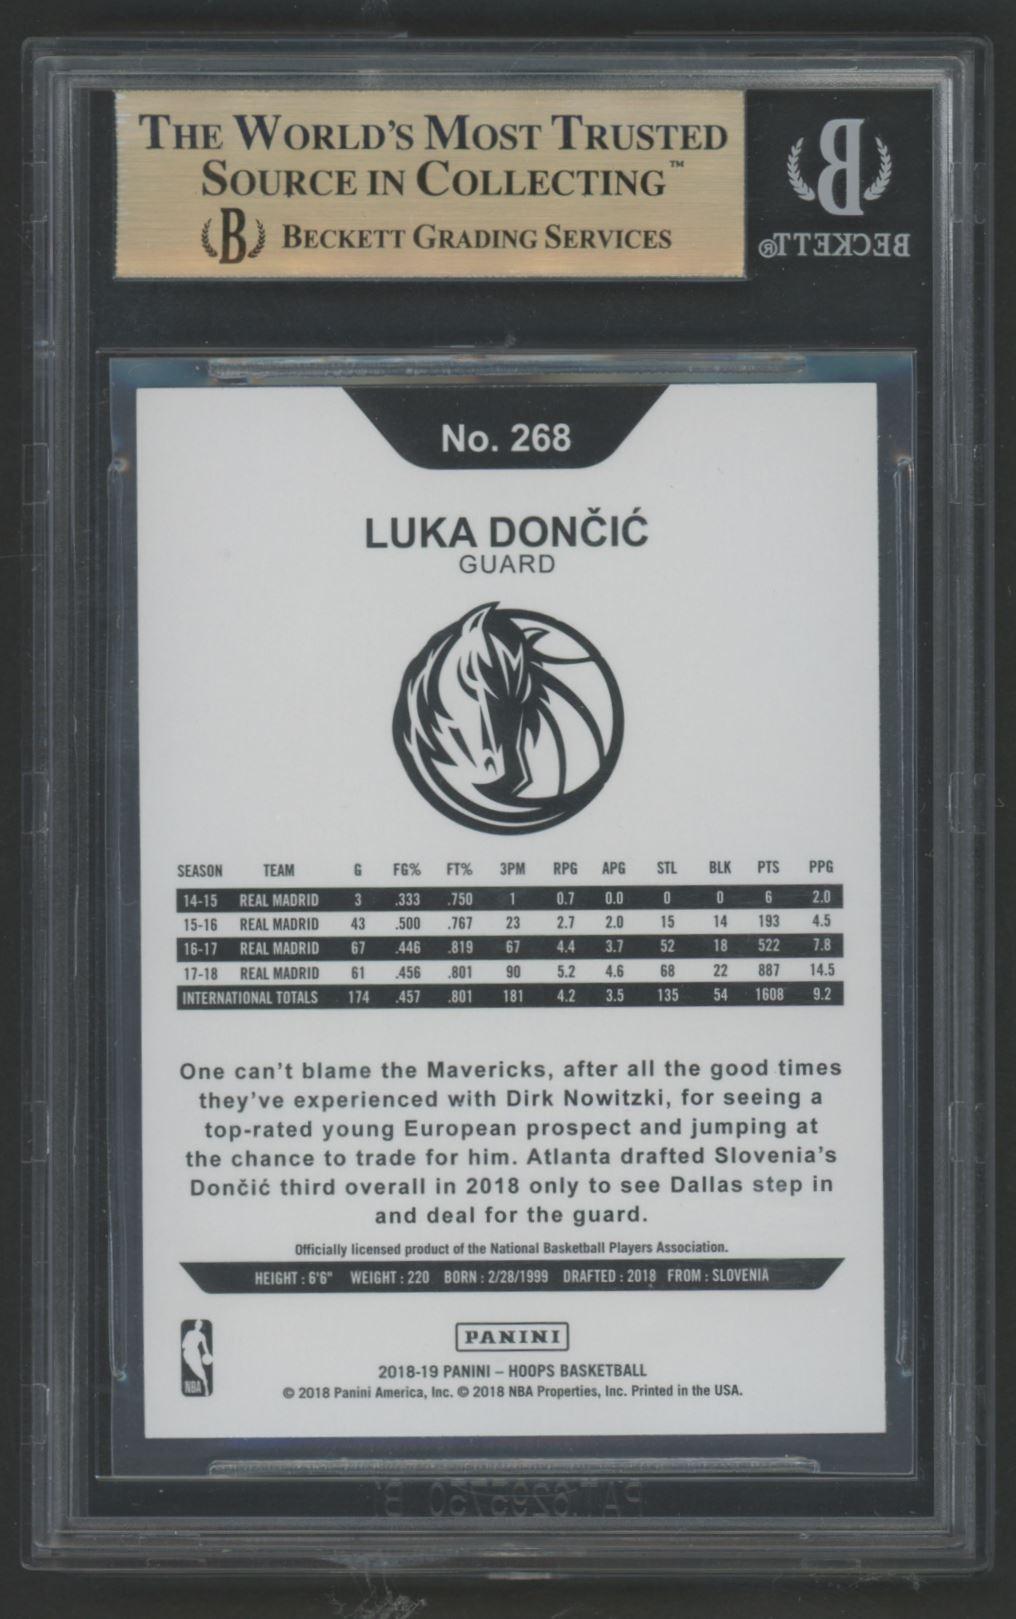 THE WORLD'S MOST TRUSTED
SOURCE IN COLLECTING™
B BECKETT GRADING SERVICES
B
BECKETT®
No. 268
LUKA DONČIĆ
GUARD
SEASON TEAM G FG% FT% 3PM RPG APG STL BLK PTS PPG
14-15 REAL MADRID 3 .333 .750 1 0.7 0.0 0 0 6 2.0
15-16 REAL MADRID 43 .500 .767 23 2.7 2.0 15 14 193 4.5
16-17 REAL MADRID 67 .446 .819 67 4.4 3.7 52 18 522 7.8
17-18 REAL MADRID 61 .456 .801 90 5.2 4.6 68 22 887 14.5
INTERNATIONAL TOTALS 174 .457 .801 181 4.2 3.5 135 54 1608 9.2
One can't blame the Mavericks, after all the good times
they've experienced with Dirk Nowitzki, for seeing a
top-rated young European prospect and jumping at
the chance to trade for him. Atlanta drafted Slovenia's
Dončić third overall in 2018 only to see Dallas step in
and deal for the guard.
Officially licensed product of the National Basketball Players Association.
HEIGHT : 6'6" WEIGHT : 220 BORN : 2/28/1999 DRAFTED : 2018 FROM : SLOVENIA
NBA
PANINI
2018-19 PANINI – HOOPS BASKETBALL
© 2018 Panini America, Inc. © 2018 NBA Properties, Inc. Printed in the USA.